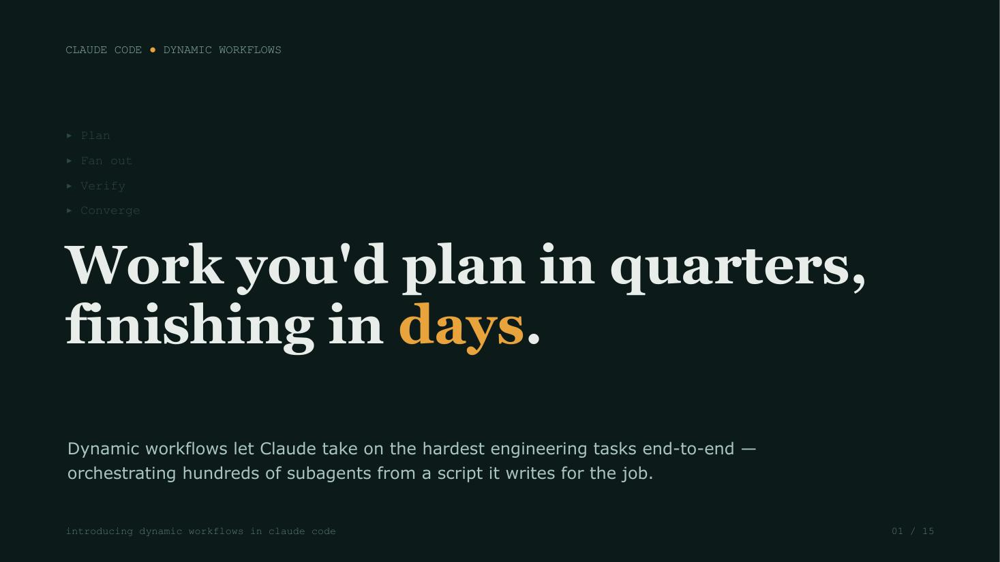 CLAUDE CODE ● DYNAMIC WORKFLOWS
▸ Plan
▸ Fan out
▸ Verify
▸ Converge
Work you'd plan in quarters,
finishing in days.
Dynamic workflows let Claude take on the hardest engineering tasks end-to-end —
orchestrating hundreds of subagents from a script it writes for the job.
introducing dynamic workflows in claude code
01 / 15